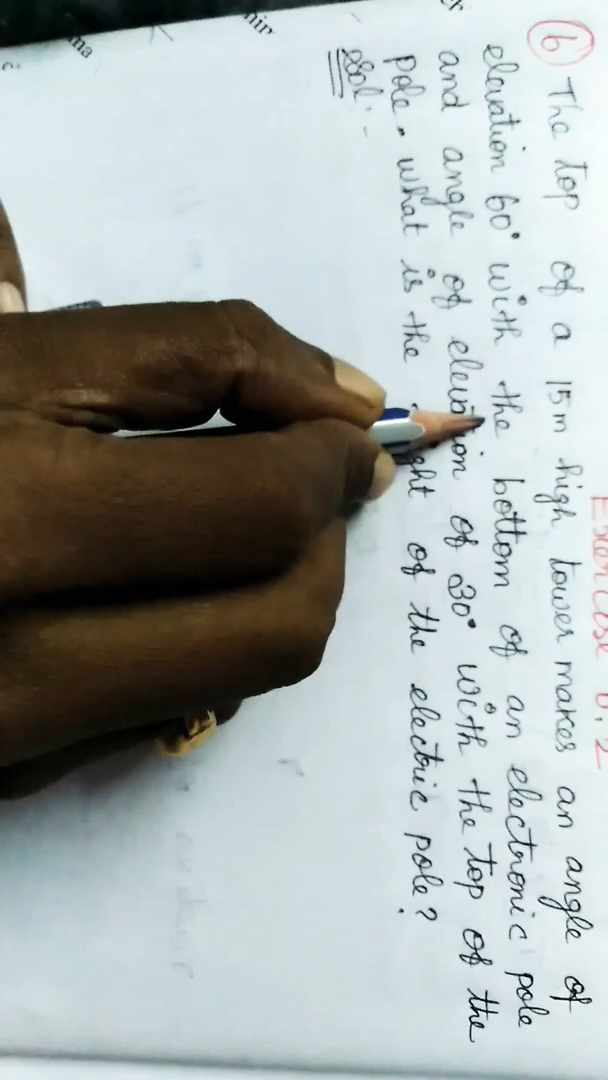 Exercise 6.2
6 The top of a 15m high tower makes an angle of
elevation 60° with the bottom of an electronic pole
and angle of elevation of 30° with the top of the
pole. what is the ght of the electric pole?
Sol:-